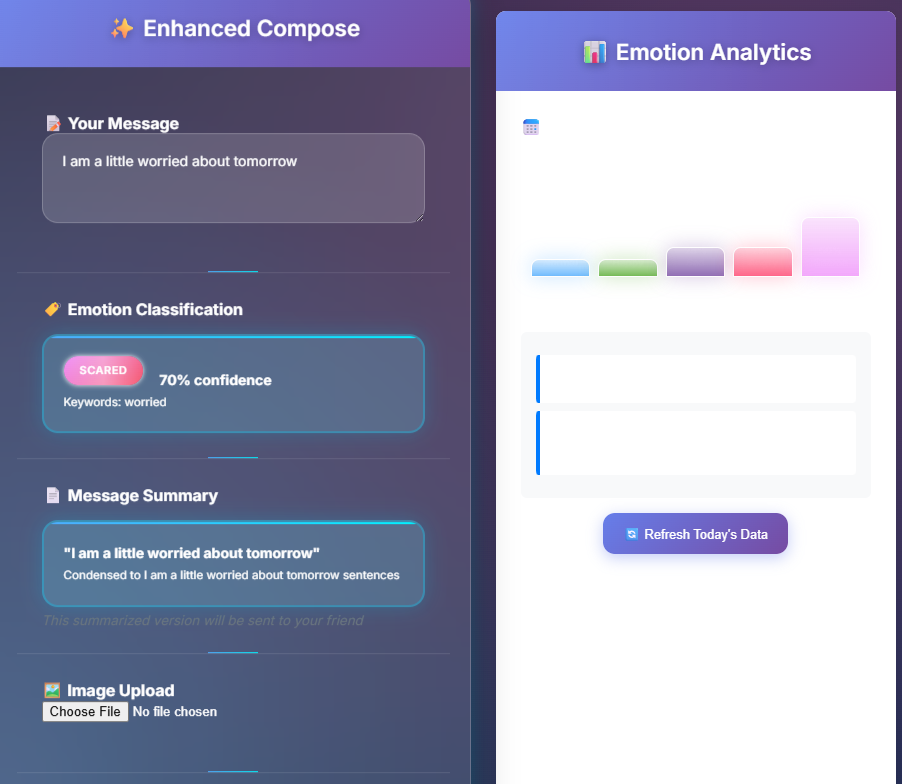 ✨ Enhanced Compose
📝 Your Message
I am a little worried about tomorrow
🏷️ Emotion Classification
SCARED
70% confidence
Keywords: worried
📄 Message Summary
"I am a little worried about tomorrow"
Condensed to I am a little worried about tomorrow sentences
This summarized version will be sent to your friend
🖼️ Image Upload
Choose File No file chosen
📊 Emotion Analytics
🔄 Refresh Today's Data